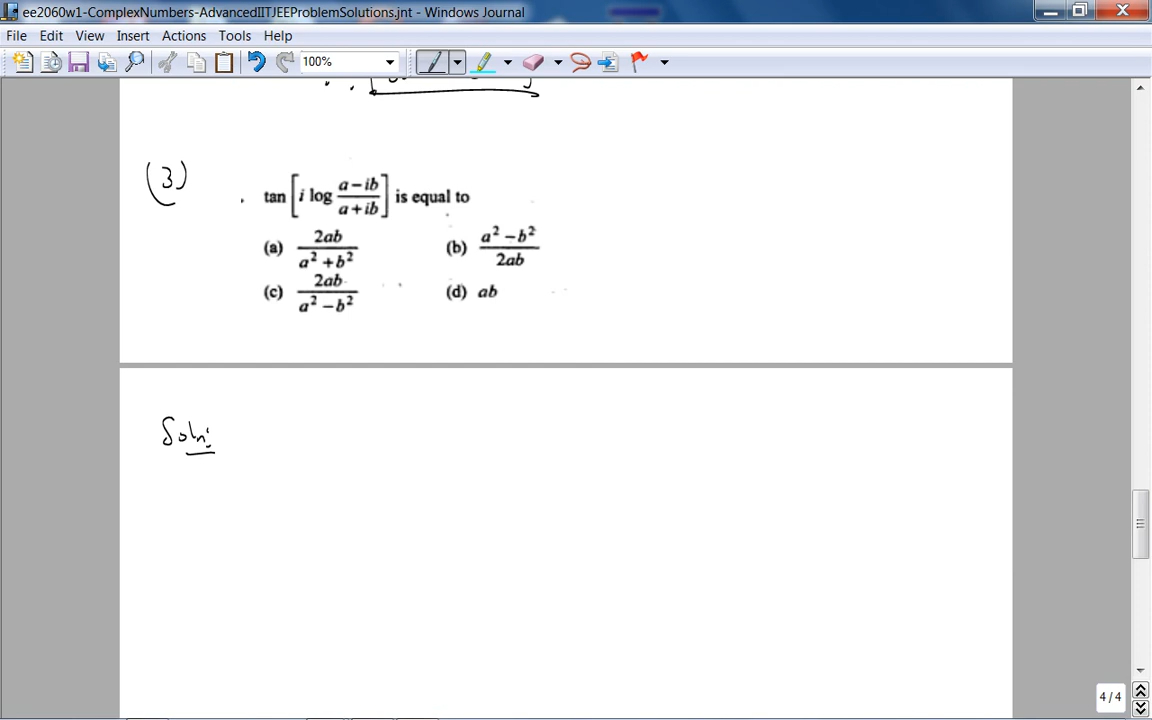 ee2060w1-ComplexNumbers-AdvancedIITJEEProblemSolutions.jnt - Windows Journal
File Edit View Insert Actions Tools Help
100%
(3)
tan [i log (a-ib)/(a+ib)] is equal to
(a) 2ab/(a²+b²) (b) (a²-b²)/2ab
(c) 2ab/(a²-b²) (d) ab
Soln:
4 / 4